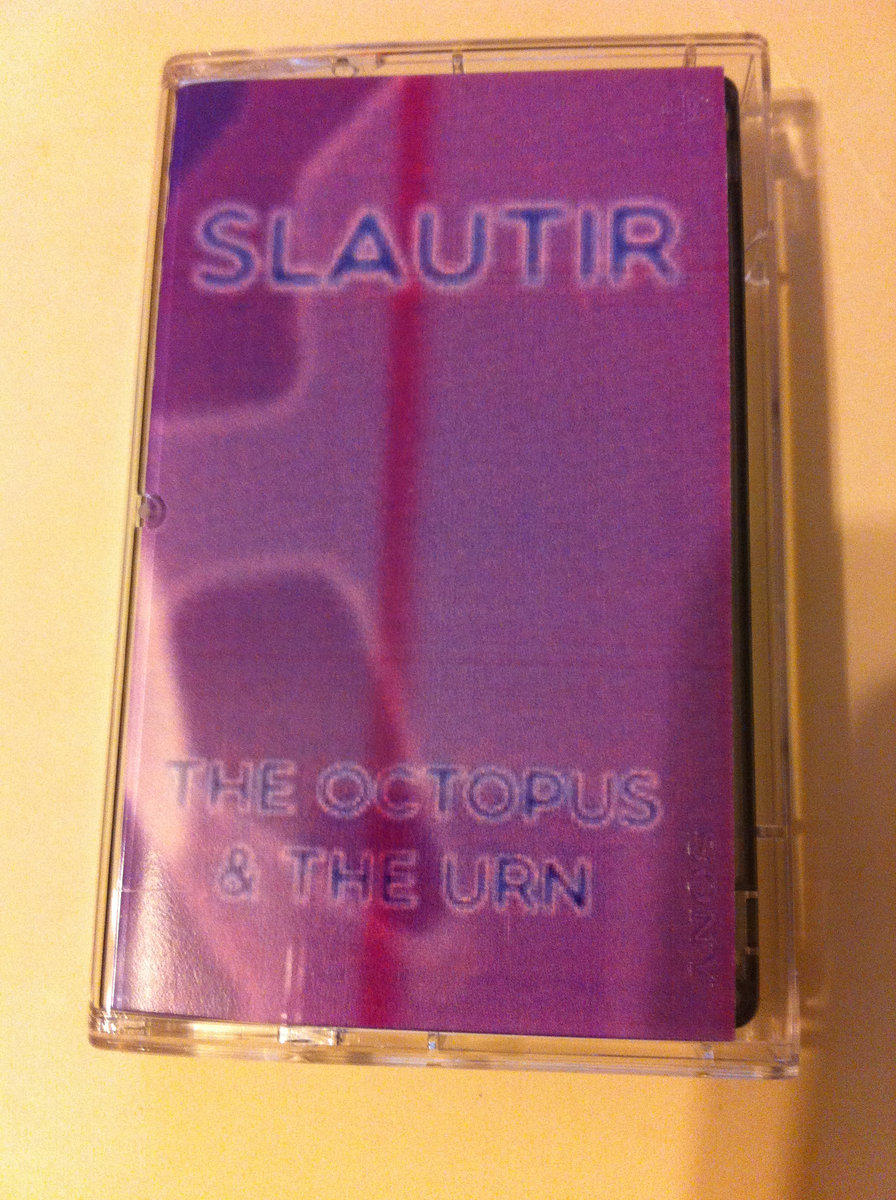 SLAUTIR
THE OCTOPUS
& THE URN
SONY